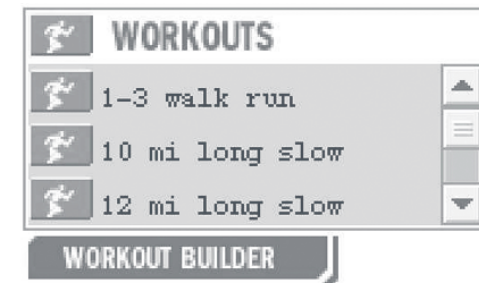 WORKOUTS
1-3 walk run
10 mi long slow
12 mi long slow
WORKOUT BUILDER